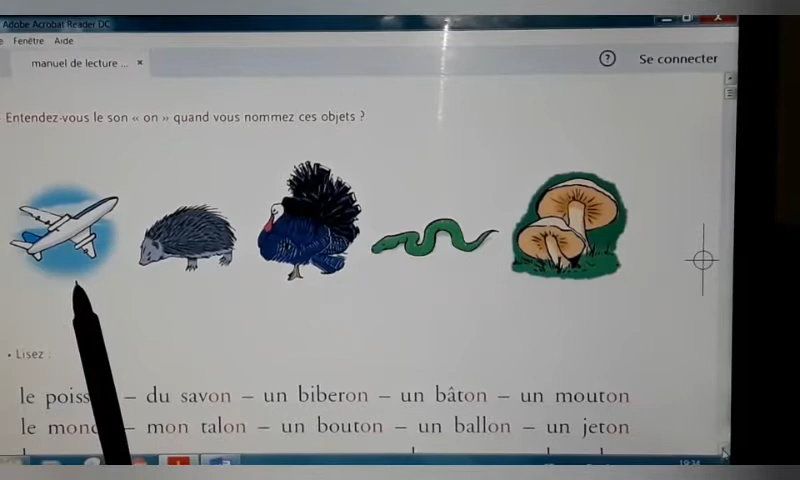 Adobe Acrobat Reader DC
Fenêtre Aide
manuel de lecture ... ×
? Se connecter
Entendez-vous le son « on » quand vous nommez ces objets ?
• Lisez :
le – du savon – un biberon – un bâton – un mouton
le – mon talon – un bouton – un ballon – un jeton
19:34